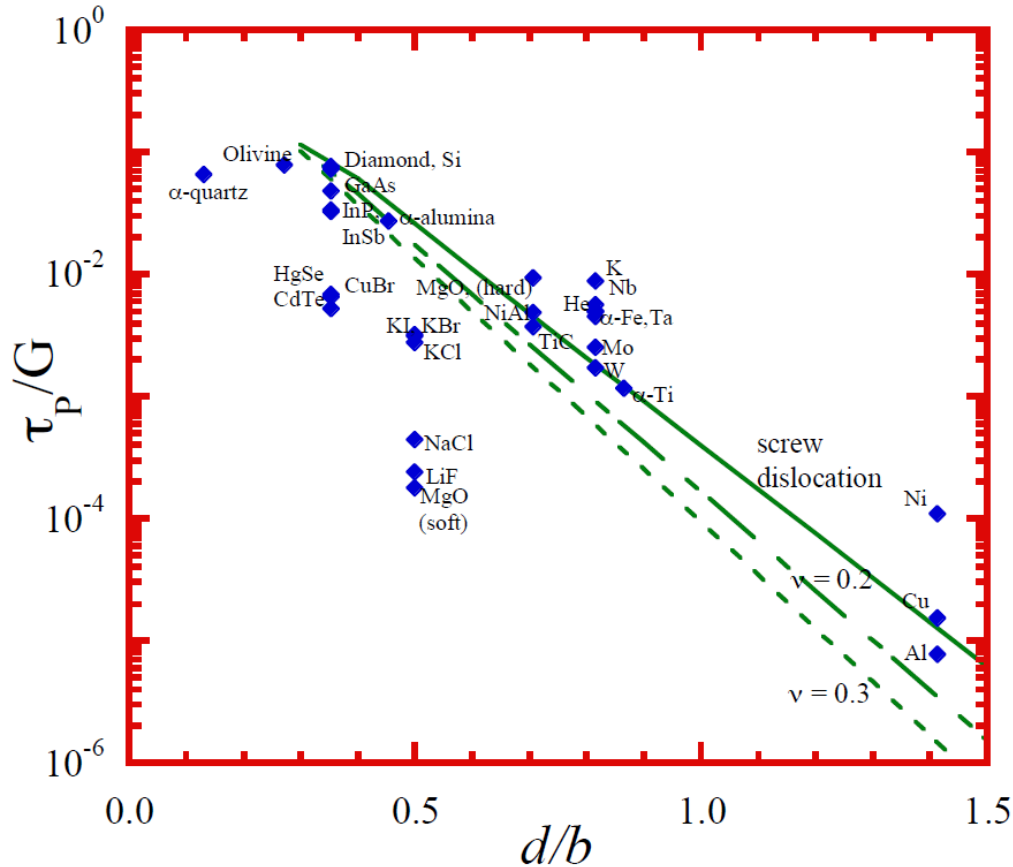 10⁰
Olivine
Diamond, Si
α-quartz
GaAs
InP,
α-alumina
InSb
10⁻²
K
HgSe
CuBr
Nb
MgO, (hard)
CdTe
He
NiAl
α-Fe,Ta
KI, KBr
TiC
KCl
Mo
W
α-Ti
τP/G
NaCl
screw
dislocation
LiF
MgO
(soft)
Ni
10⁻⁴
ν = 0.2
Cu
Al
ν = 0.3
10⁻⁶
0.0 0.5 1.0 1.5
d/b